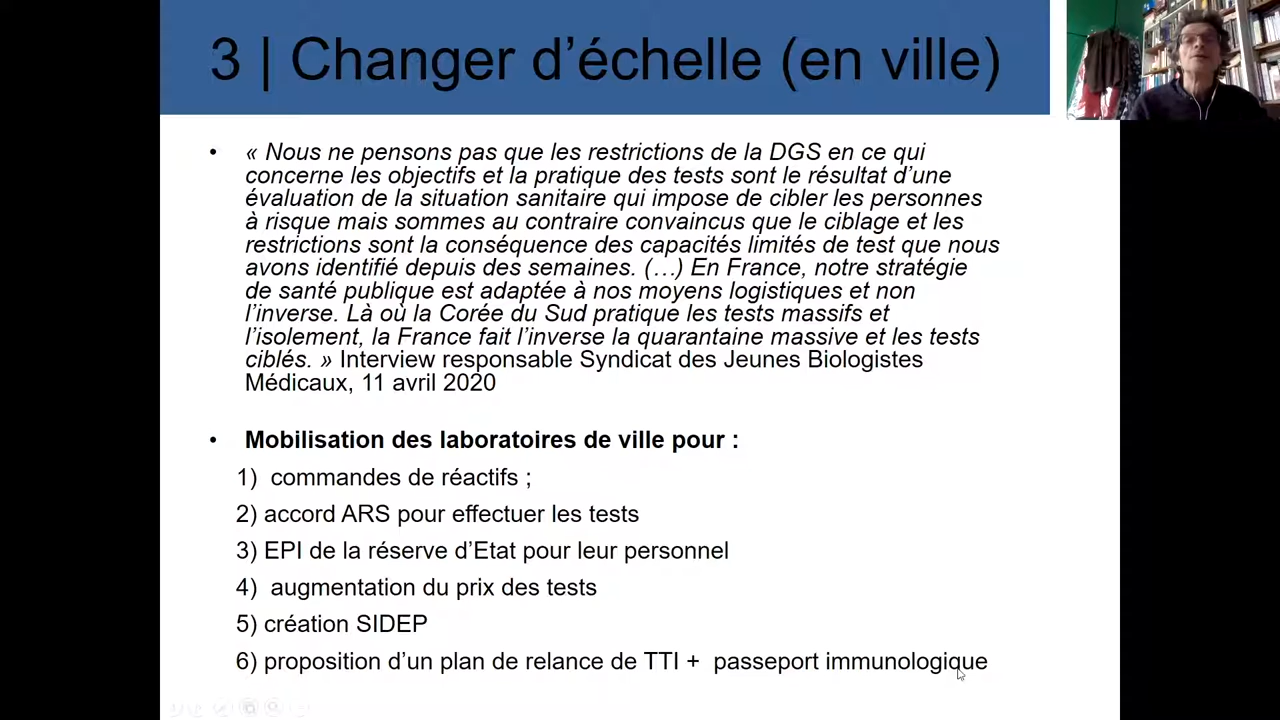 3 | Changer d’échelle (en ville)
• « Nous ne pensons pas que les restrictions de la DGS en ce qui
concerne les objectifs et la pratique des tests sont le résultat d’une
évaluation de la situation sanitaire qui impose de cibler les personnes
à risque mais sommes au contraire convaincus que le ciblage et les
restrictions sont la conséquence des capacités limités de test que nous
avons identifié depuis des semaines. (…) En France, notre stratégie
de santé publique est adaptée à nos moyens logistiques et non
l’inverse. Là où la Corée du Sud pratique les tests massifs et
l’isolement, la France fait l’inverse la quarantaine massive et les tests
ciblés. » Interview responsable Syndicat des Jeunes Biologistes
Médicaux, 11 avril 2020
• Mobilisation des laboratoires de ville pour :
1) commandes de réactifs ;
2) accord ARS pour effectuer les tests
3) EPI de la réserve d’Etat pour leur personnel
4) augmentation du prix des tests
5) création SIDEP
6) proposition d’un plan de relance de TTI + passeport immunologique